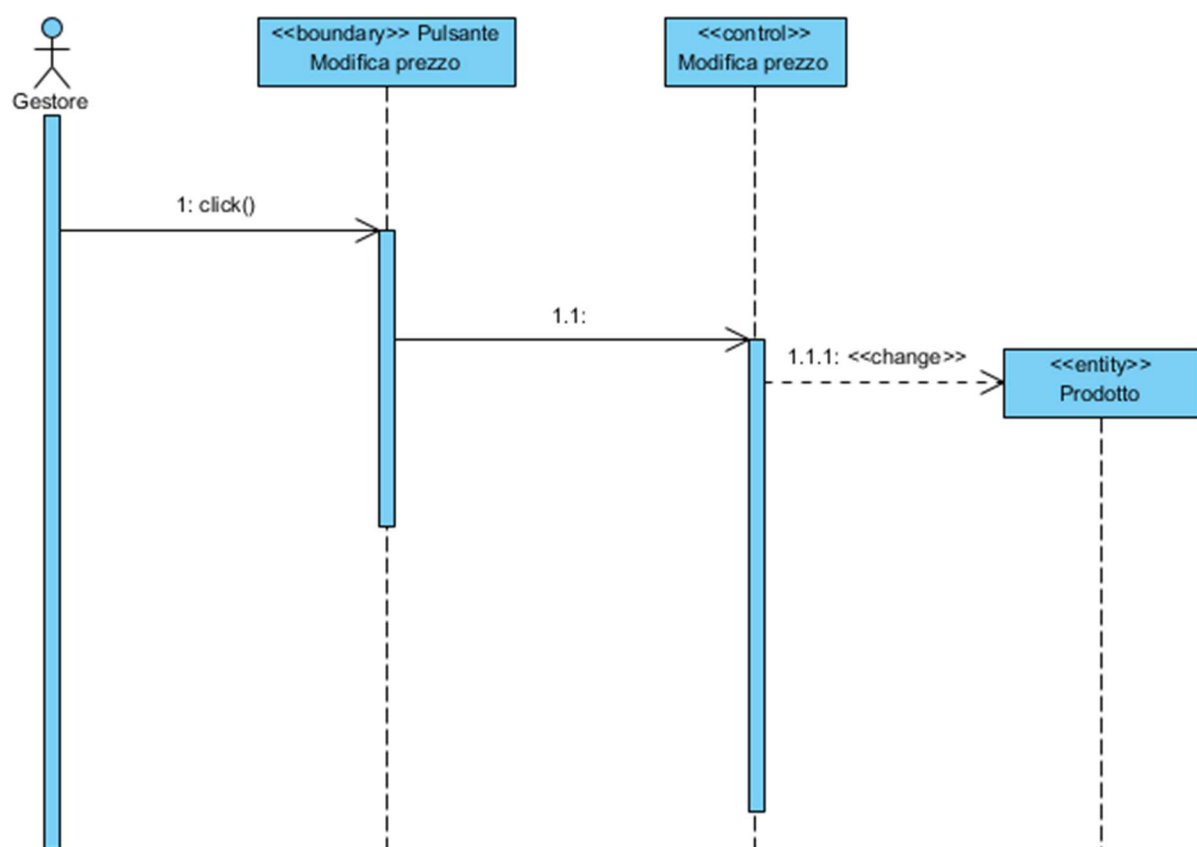 <<boundary>> Pulsante
Modifica prezzo
<<control>>
Modifica prezzo
Gestore
1: click()
1.1:
1.1.1: <<change>>
<<entity>>
Prodotto